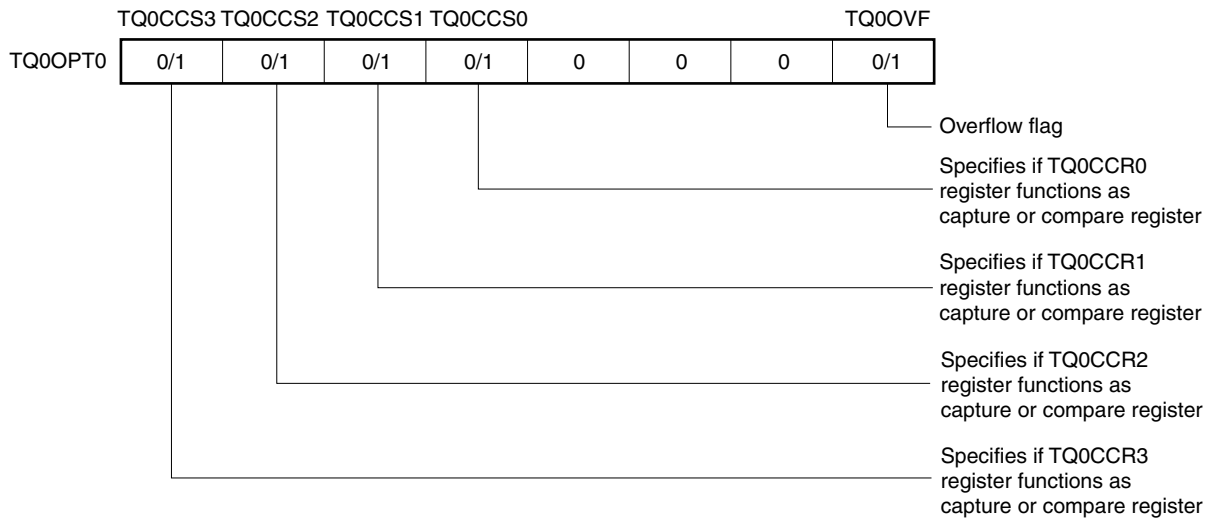 TQ0CCS3 TQ0CCS2 TQ0CCS1 TQ0CCS0 TQ0OVF
TQ0OPT0 0/1 0/1 0/1 0/1 0 0 0 0/1
Overflow flag
Specifies if TQ0CCR0
register functions as
capture or compare register
Specifies if TQ0CCR1
register functions as
capture or compare register
Specifies if TQ0CCR2
register functions as
capture or compare register
Specifies if TQ0CCR3
register functions as
capture or compare register